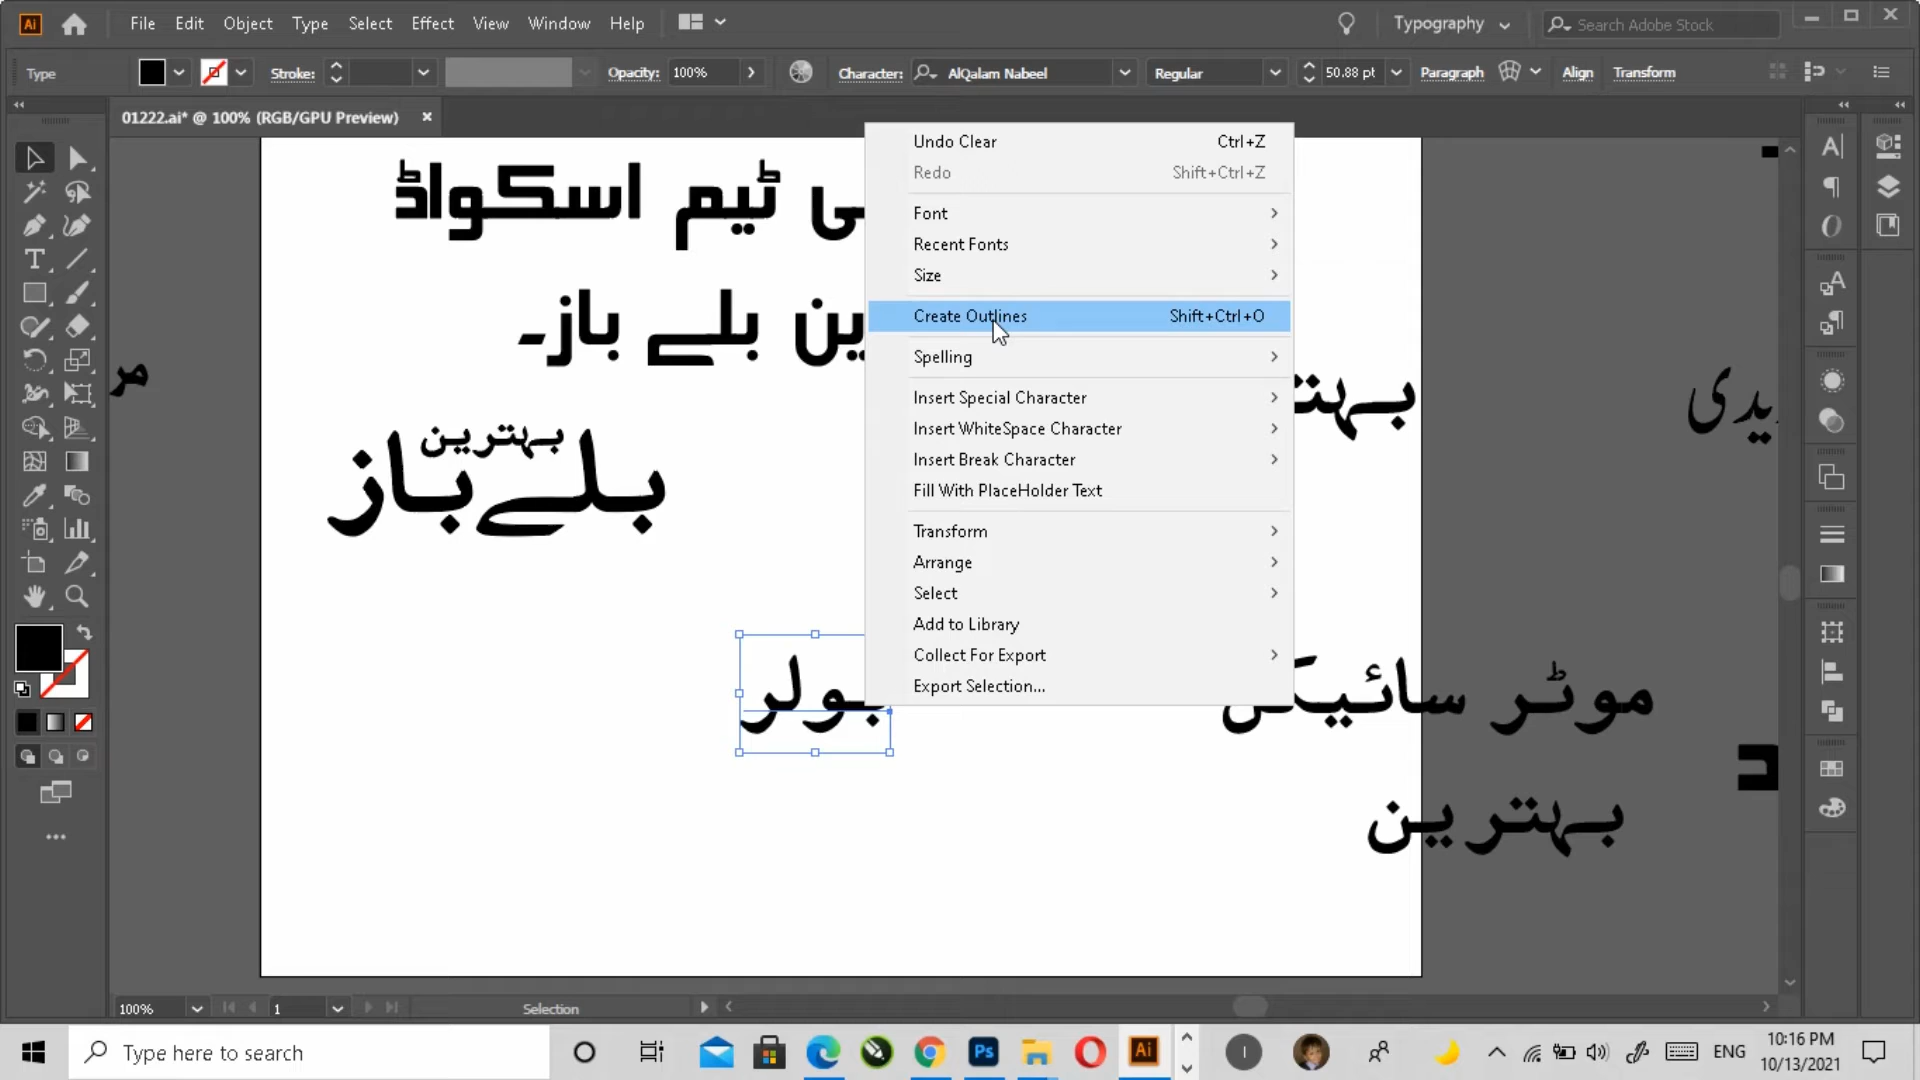 File Edit Object Type Select Effect View Window Help
Typography
Search Adobe Stock
Type
Stroke:
Opacity: 100%
Character: AlQalam Nabeel
Regular
50.88 pt
Paragraph
Align
Transform
01222.ai* @ 100% (RGB/GPU Preview)
ٹیم اسکواڈ
بلے باز۔
بہترین
بلے باز
یدی
بولر
موٹر سائیکل
بہترین
Undo Clear Ctrl+Z
Redo Shift+Ctrl+Z
Font
Recent Fonts
Size
Create Outlines Shift+Ctrl+O
Spelling
Insert Special Character
Insert WhiteSpace Character
Insert Break Character
Fill With PlaceHolder Text
Transform
Arrange
Select
Add to Library
Collect For Export
Export Selection...
100%
1
Selection
Type here to search
Ps
Ai
ENG
10:16 PM
10/13/2021